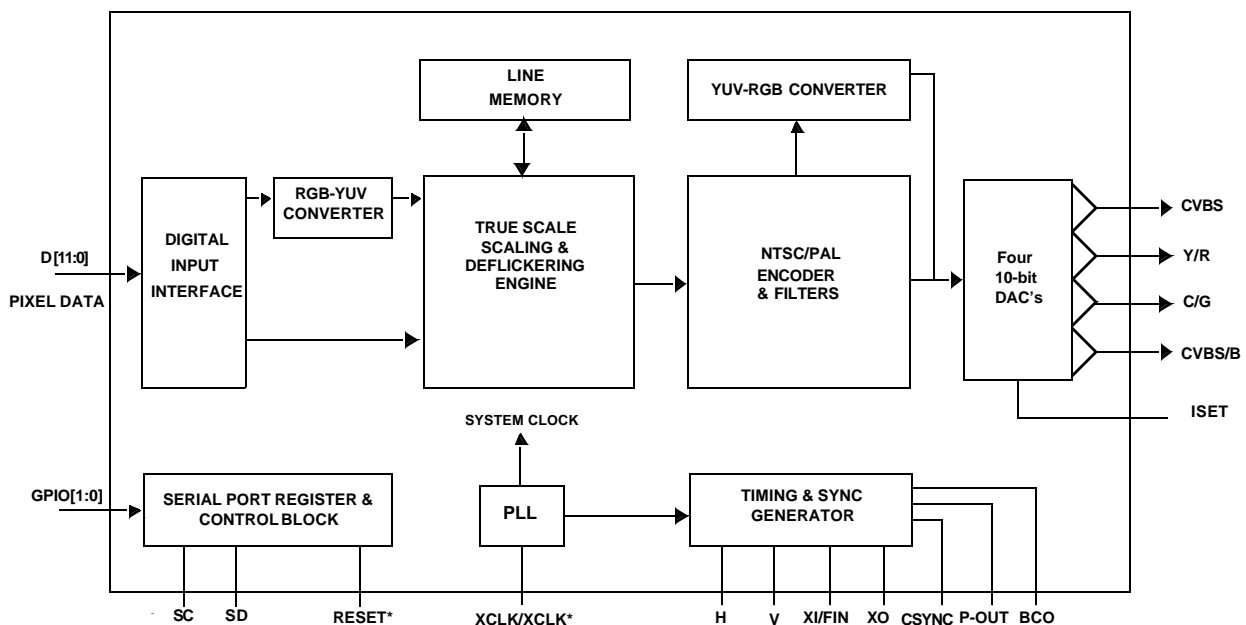 LINE
MEMORY
YUV-RGB CONVERTER
RGB-YUV
CONVERTER
D[11:0]
PIXEL DATA
DIGITAL
INPUT
INTERFACE
TRUE SCALE
SCALING &
DEFLICKERING
ENGINE
NTSC/PAL
ENCODER
& FILTERS
Four
10-bit
DAC's
CVBS
Y/R
C/G
CVBS/B
ISET
SYSTEM CLOCK
GPIO[1:0]
SERIAL PORT REGISTER &
CONTROL BLOCK
PLL
TIMING & SYNC
GENERATOR
SC
SD
RESET*
XCLK/XCLK*
H
V
XI/FIN
XO
CSYNC
P-OUT
BCO